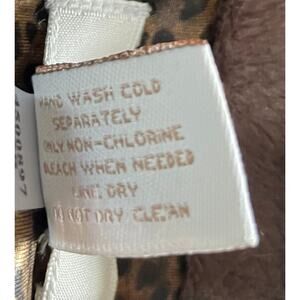 HAND WASH COLD
SEPARATELY
ONLY NON-CHLORINE
BLEACH WHEN NEEDED
LINE DRY
DO NOT DRY CLEAN